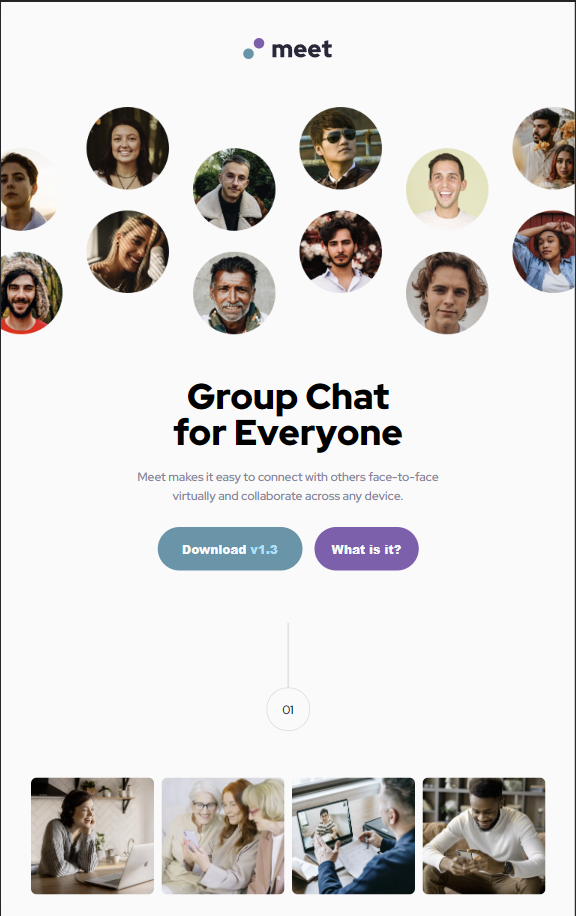 meet
Group Chat
for Everyone
Meet makes it easy to connect with others face-to-face
virtually and collaborate across any device.
Download v1.3
What is it?
01